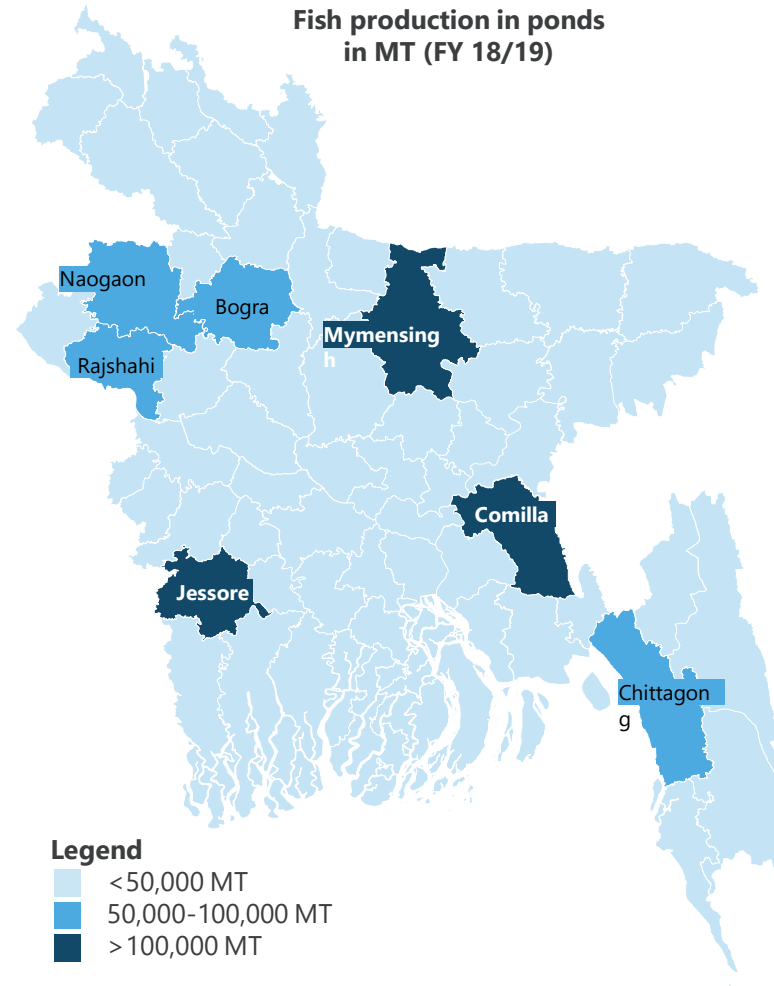 Fish production in ponds
in MT (FY 18/19)
Naogaon
Bogra
Mymensing
h
Rajshahi
Comilla
Jessore
Chittagon
g
Legend
<50,000 MT
50,000-100,000 MT
>100,000 MT